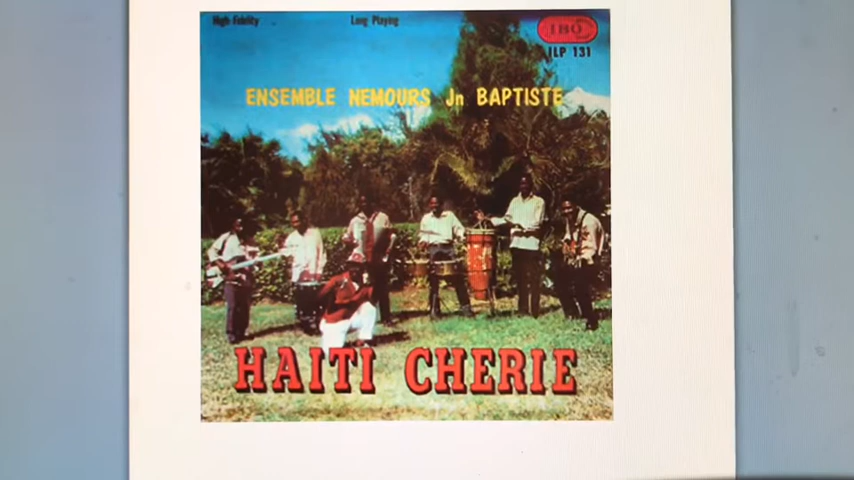 High Fidelity
Long Playing
IBO
ILP 131
ENSEMBLE NEMOURS Jn BAPTISTE
HAITI CHERIE